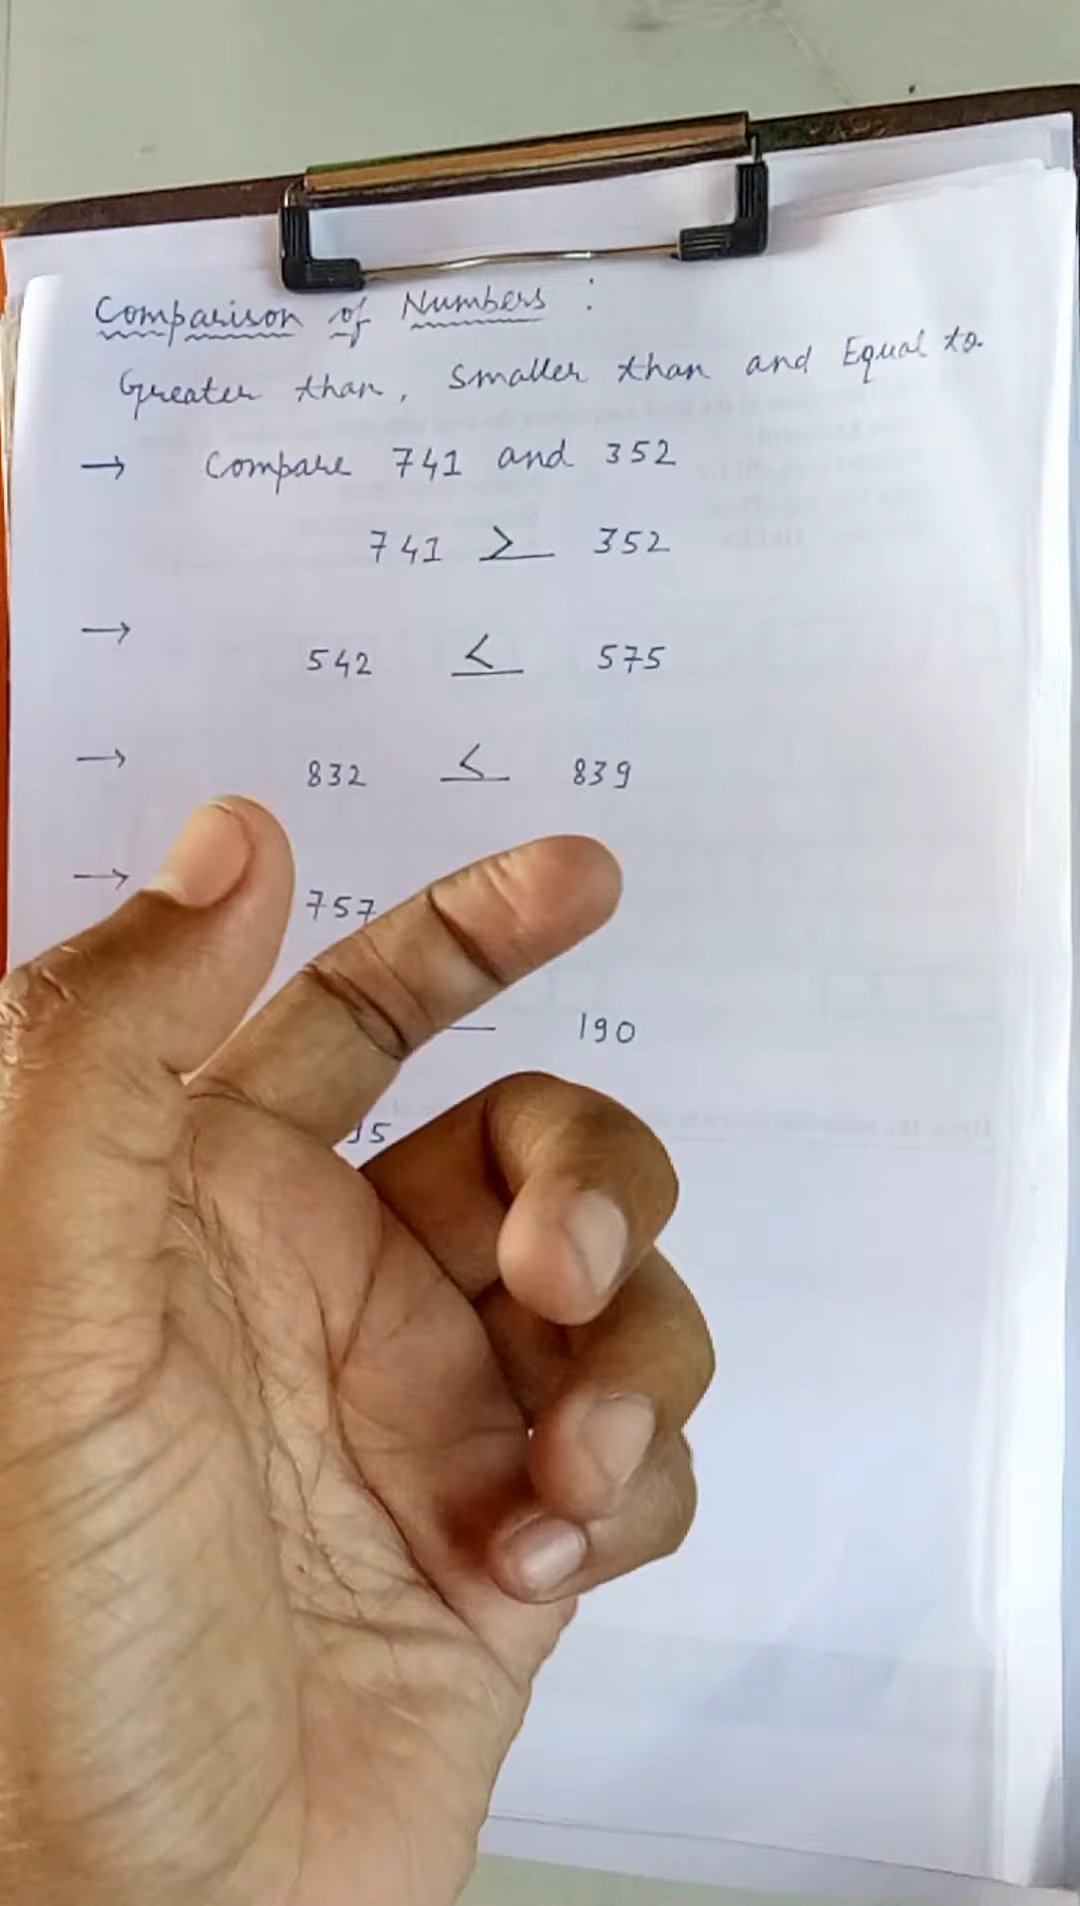 Comparison of Numbers :
Greater than, Smaller than and Equal to.
→ Compare 741 and 352
741 > 352
→ 542 < 575
→ 832 < 839
→ 757
190